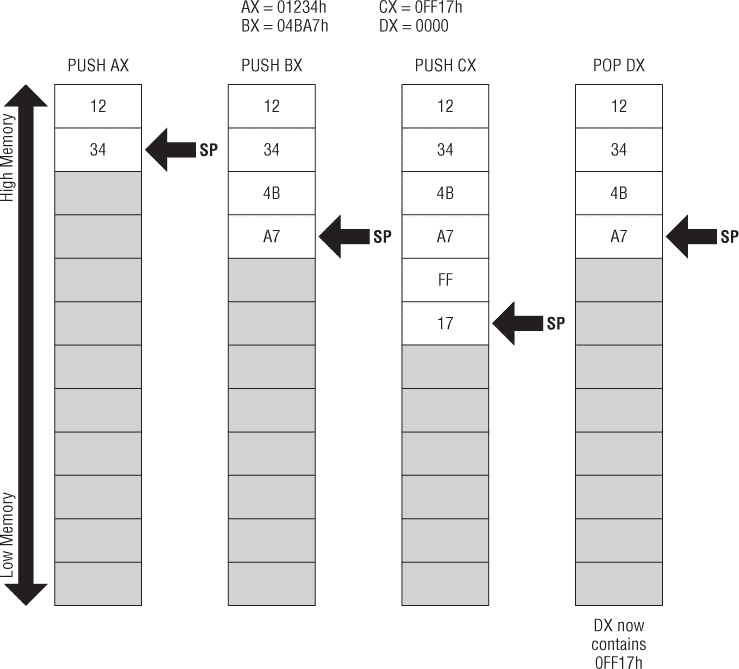 AX = 01234h CX = 0FF17h
BX = 04BA7h DX = 0000
PUSH AX PUSH BX PUSH CX POP DX
High Memory
Low Memory
12 12 12 12
34 SP 34 34 34
4B 4B 4B
A7 SP A7 A7 SP
FF
17 SP
DX now
contains
0FF17h